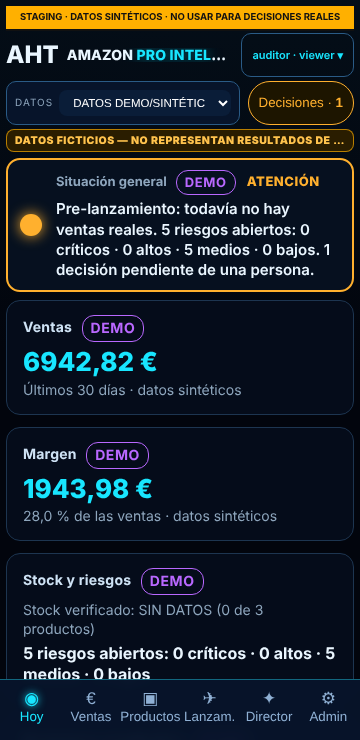 STAGING · DATOS SINTÉTICOS · NO USAR PARA DECISIONES REALES
AHT AMAZON PRO INTEL... auditor · viewer ▾
DATOS DATOS DEMO/SINTÉTIC Decisiones · 1
DATOS FICTICIOS — NO REPRESENTAN RESULTADOS DE ...
Situación general DEMO ATENCIÓN
Pre-lanzamiento: todavía no hay
ventas reales. 5 riesgos abiertos: 0
críticos · 0 altos · 5 medios · 0 bajos. 1
decisión pendiente de una persona.
Ventas DEMO
6942,82 €
Últimos 30 días · datos sintéticos
Margen DEMO
1943,98 €
28,0 % de las ventas · datos sintéticos
Stock y riesgos DEMO
Stock verificado: SIN DATOS (0 de 3
productos)
5 riesgos abiertos: 0 críticos · 0 altos · 5
medios · 0 bajos
Hoy Ventas Productos Lanzam. Director Admin